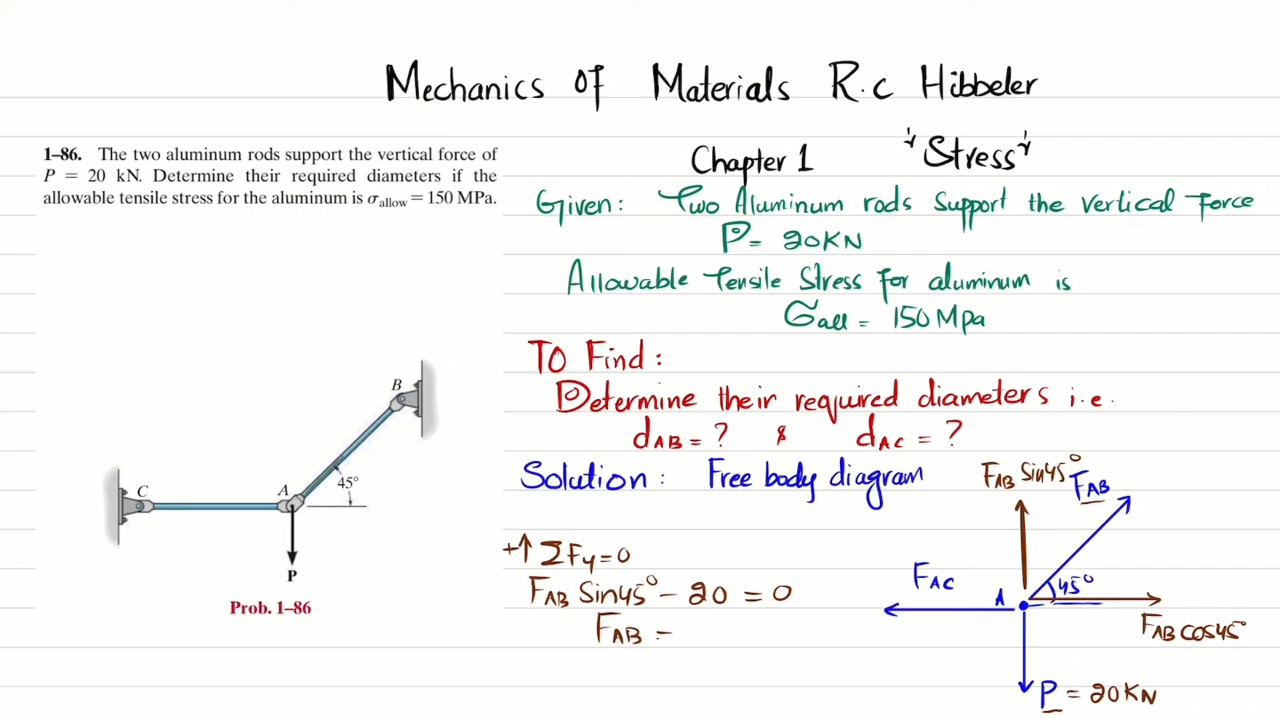 Mechanics of Materials R.C Hibbeler
1–86. The two aluminum rods support the vertical force of
P = 20 kN. Determine their required diameters if the
allowable tensile stress for the aluminum is σallow = 150 MPa.
B
C
A
45°
P
Prob. 1–86
Chapter 1 "Stress"
Given: Two Aluminum rods support the vertical force
P = 20KN
Allowable Tensile Stress for aluminum is
σall = 150 MPa
TO Find:
Determine their required diameters i.e.
dAB = ? & dAC = ?
Solution: Free body diagram
+↑ ΣFy = 0
FAB Sin45° - 20 = 0
FAB =
FAB Sin45°
FAB
FAC
A
45°
FAB COS45°
P = 20KN